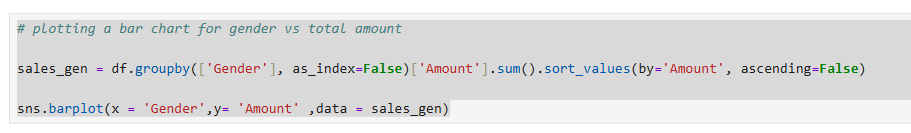 # plotting a bar chart for gender vs total amount
sales_gen = df.groupby(['Gender'], as_index=False)['Amount'].sum().sort_values(by='Amount', ascending=False)
sns.barplot(x = 'Gender',y= 'Amount' ,data = sales_gen)